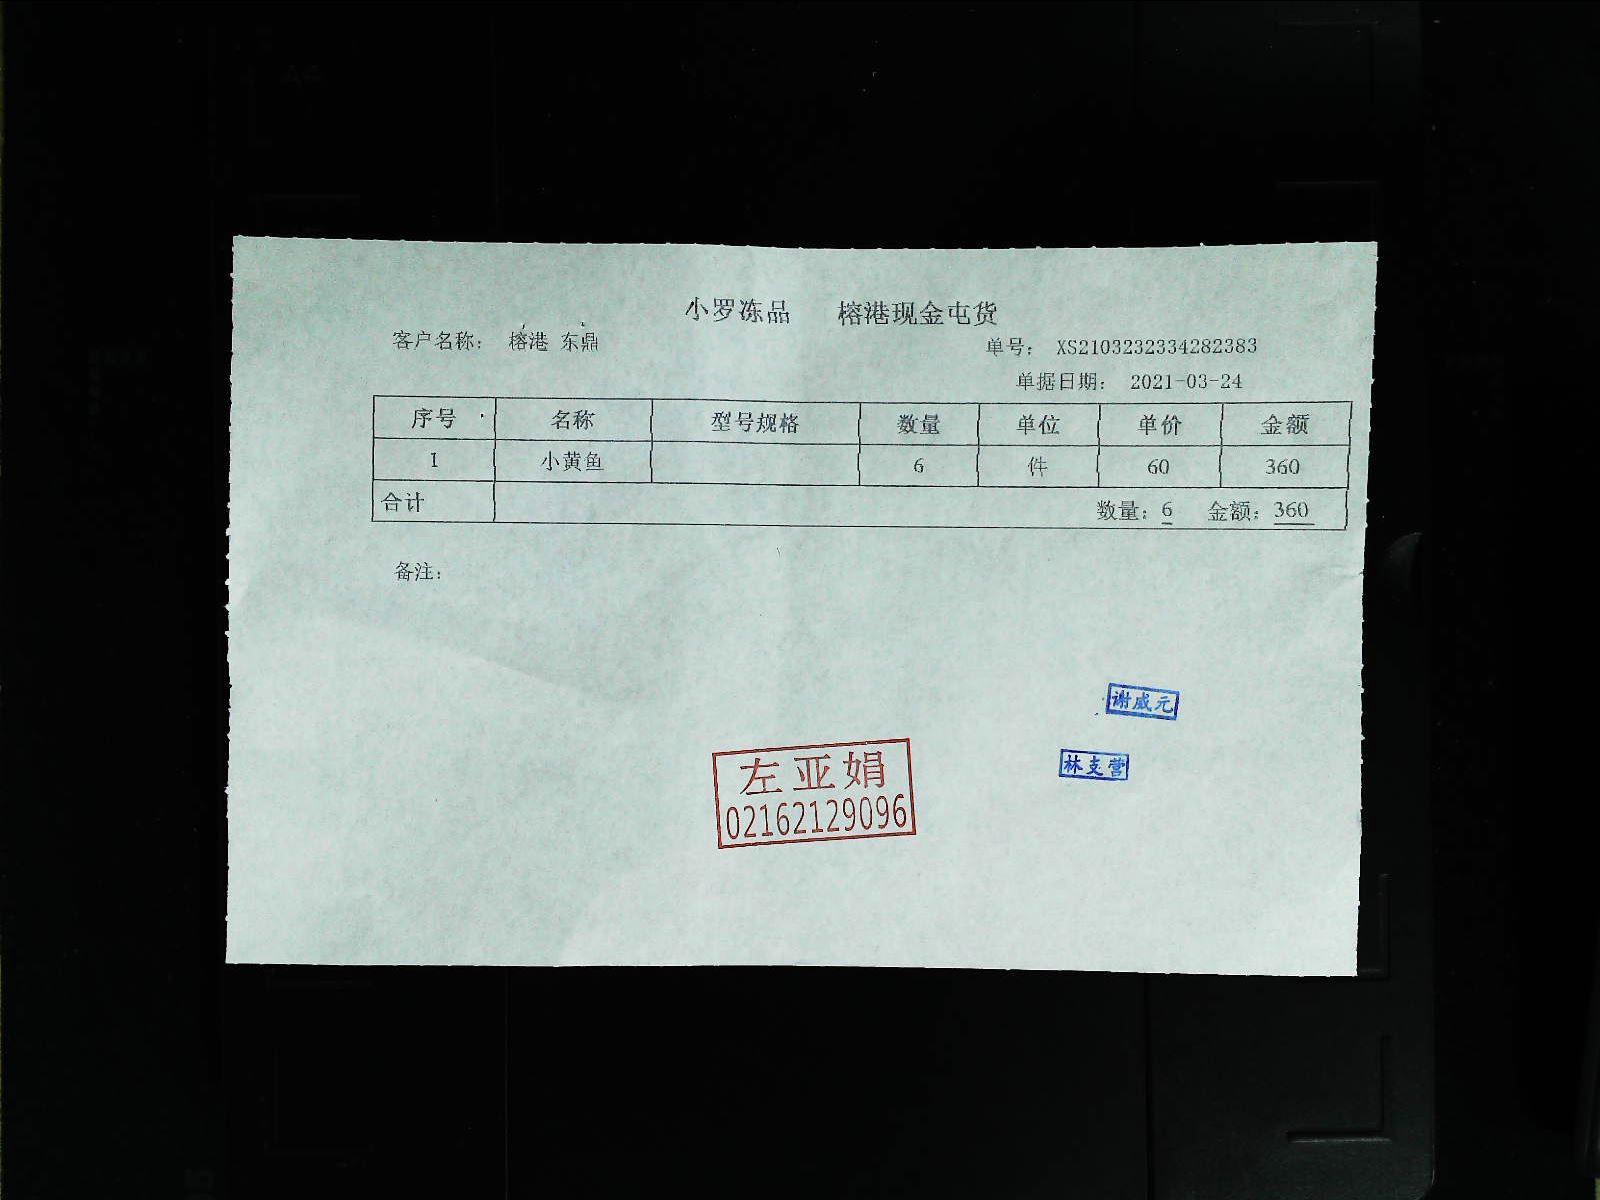 小罗冻品 榕港现金屯货
客户名称: 榕港 东鼎
单号: XS2103232334282383
单据日期: 2021-03-24
序号 名称 型号规格 数量 单位 单价 金额
1 小黄鱼 6 件 60 360
合计 数量:6 金额:360
备注:
谢威元
林支营
左亚娟
02162129096